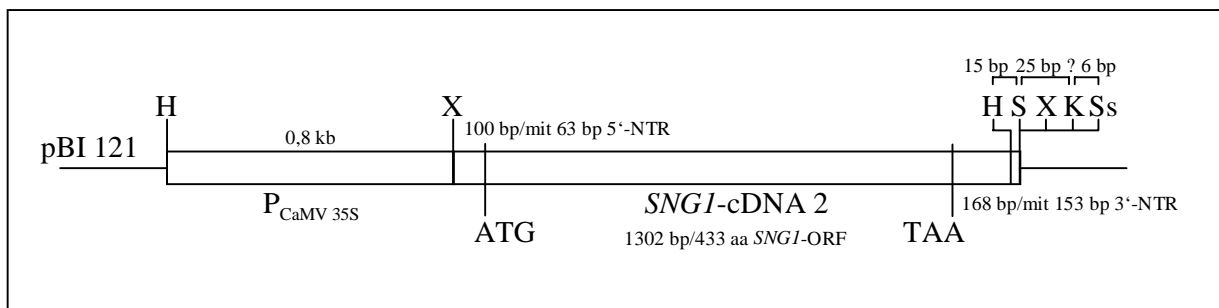 15 bp 25 bp ? 6 bp
H X H S X K Ss
pBI 121 0,8 kb 100 bp/mit 63 bp 5‘-NTR
P CaMV 35S SNG1-cDNA 2 168 bp/mit 153 bp 3‘-NTR
ATG 1302 bp/433 aa SNG1-ORF TAA